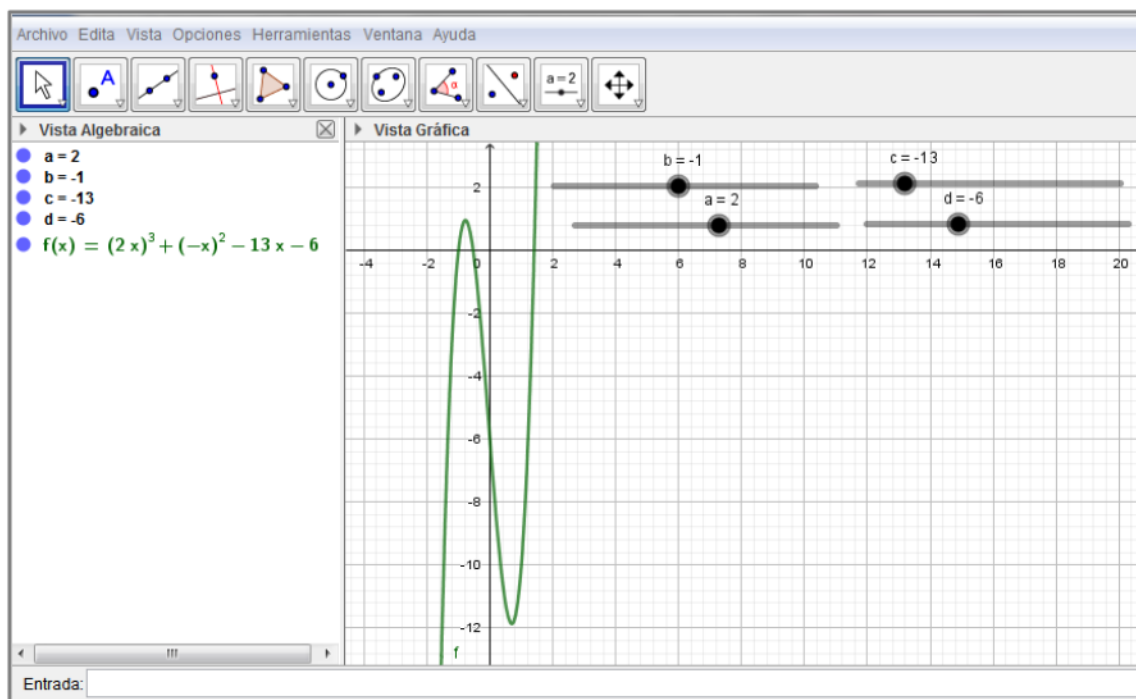 Archivo Edita Vista Opciones Herramientas Ventana Ayuda
A
α
a = 2
Vista Algebraica
Vista Gráfica
a = 2
b = -1
c = -13
d = -6
f(x) = (2 x)³ + (-x)² − 13 x − 6
b = -1
c = -13
a = 2
d = -6
2
-4 -2 0 2 4 6 8 10 12 14 16 18 20
-2
-4
-6
-8
-10
-12
f
Entrada: